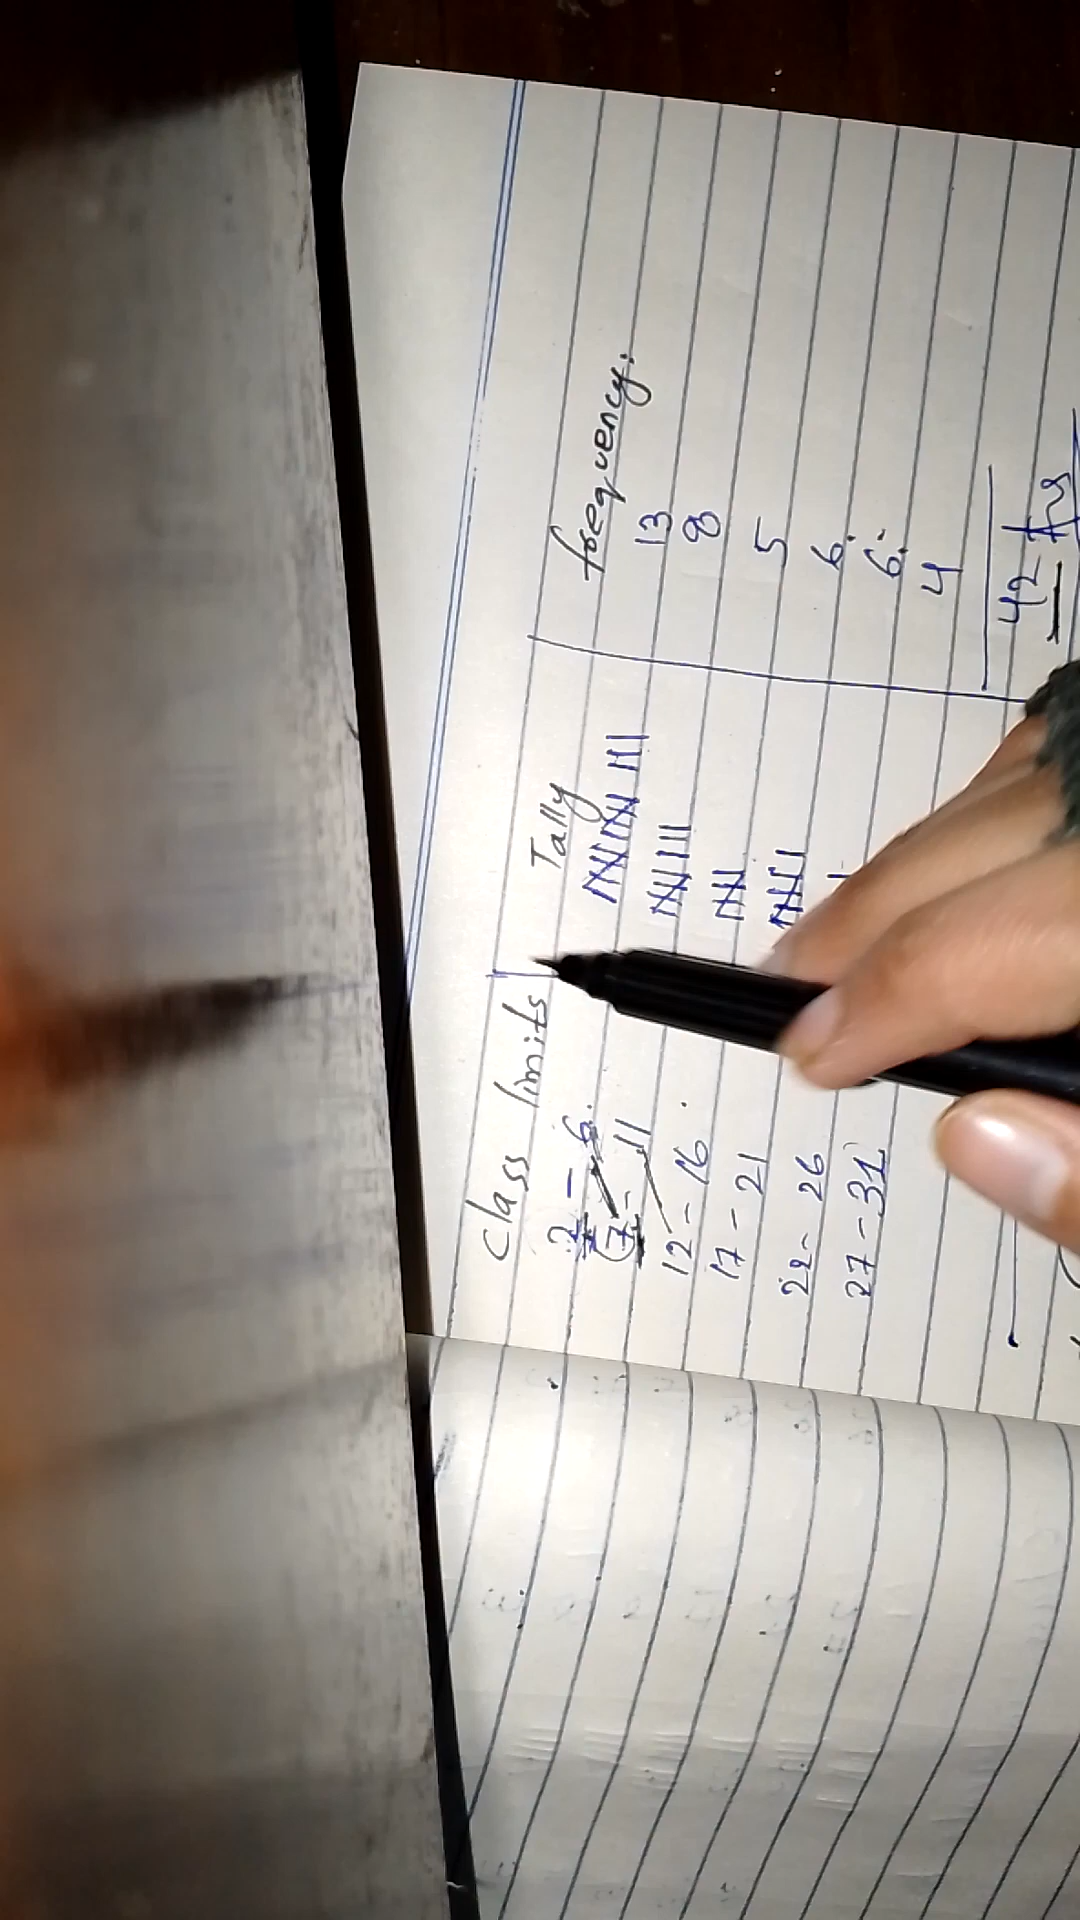 Class limits Tally frequency.
2 - 6. 13
7 - 11 8
12 - 16 5
17 - 21 6.
22 - 26 6.
27 - 31 4
42 Ans